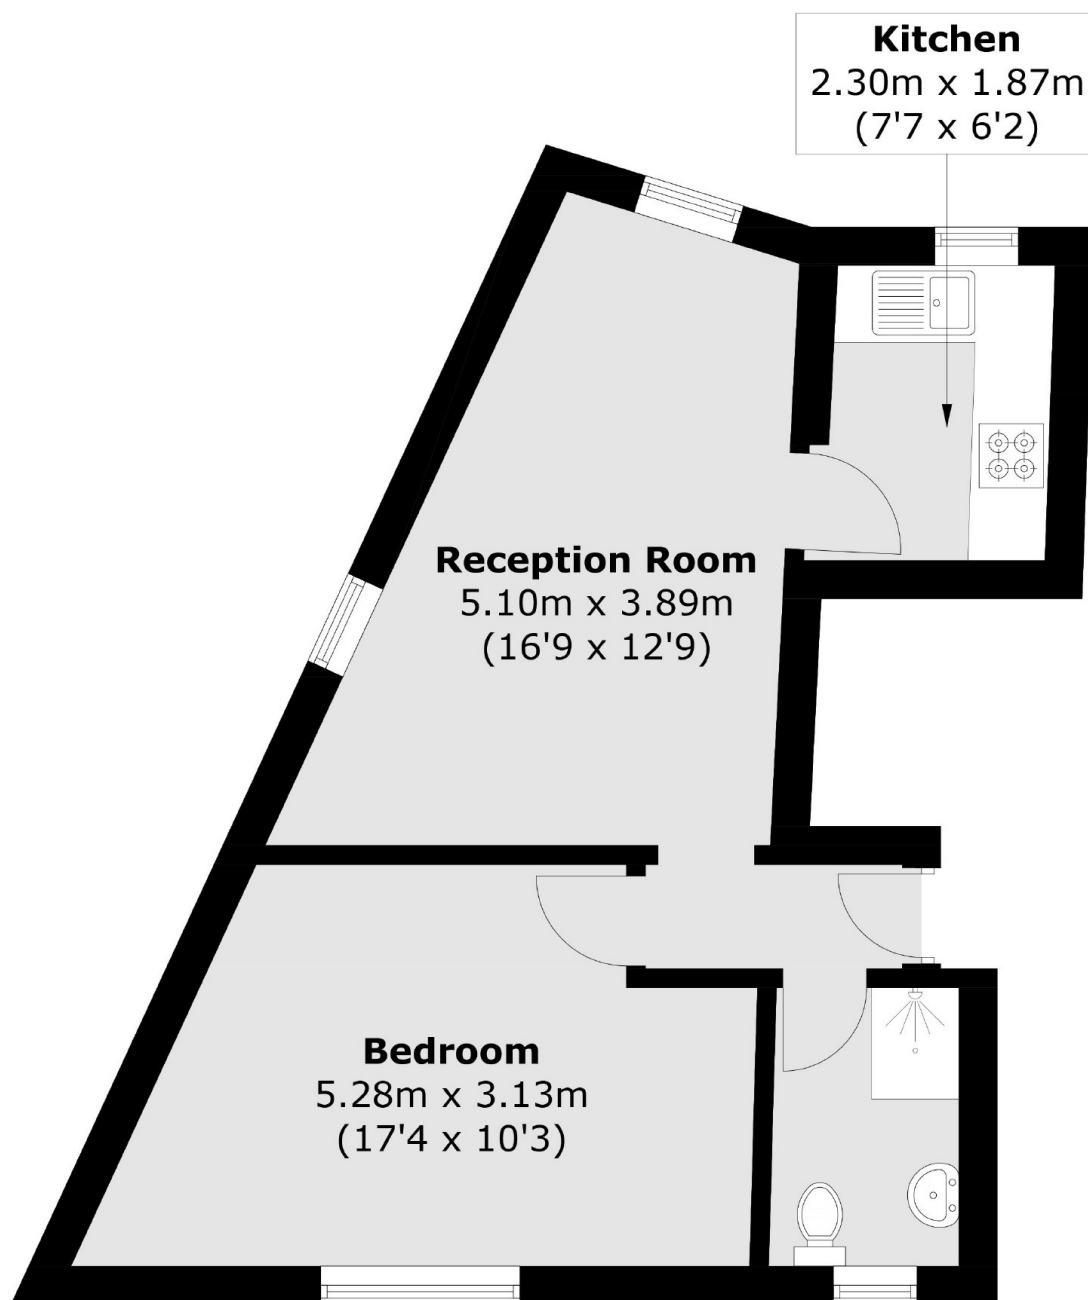 Kitchen
2.30m x 1.87m
(7'7 x 6'2)
Reception Room
5.10m x 3.89m
(16'9 x 12'9)
Bedroom
5.28m x 3.13m
(17'4 x 10'3)